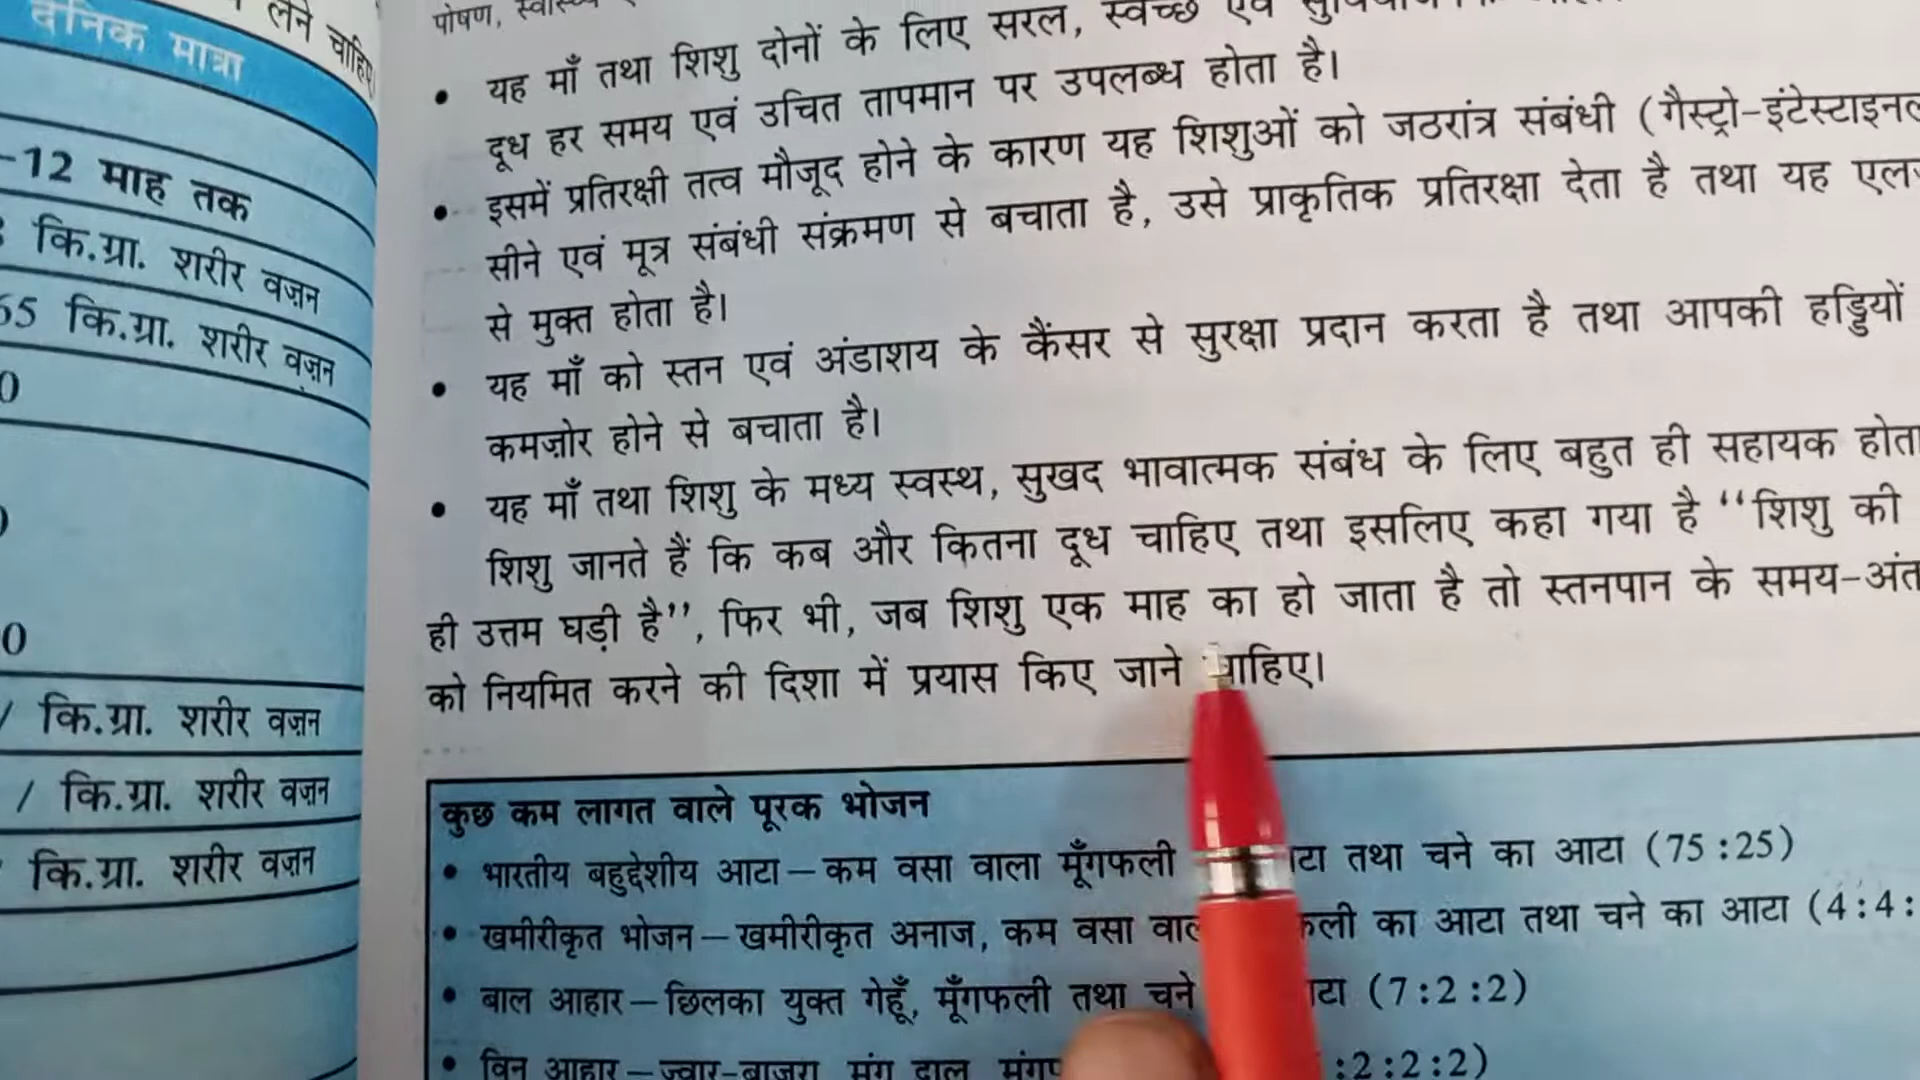 लेने चाहिए
दैनिक मात्रा
-12 माह तक
कि.ग्रा. शरीर वज़न
65 कि.ग्रा. शरीर वज़न
0
0
/ कि.ग्रा. शरीर वज़न
/ कि.ग्रा. शरीर वज़न
कि.ग्रा. शरीर वज़न
पोषण, स्वास्थ्य
• यह माँ तथा शिशु दोनों के लिए सरल, स्वच्छ एवं
दूध हर समय एवं उचित तापमान पर उपलब्ध होता है।
• इसमें प्रतिरक्षी तत्व मौजूद होने के कारण यह शिशुओं को जठरांत्र संबंधी (गैस्ट्रो-इंटेस्टाइनल
सीने एवं मूत्र संबंधी संक्रमण से बचाता है, उसे प्राकृतिक प्रतिरक्षा देता है तथा यह
से मुक्त होता है।
• यह माँ को स्तन एवं अंडाशय के कैंसर से सुरक्षा प्रदान करता है तथा आपकी हड्डियों
कमज़ोर होने से बचाता है।
• यह माँ तथा शिशु के मध्य स्वस्थ, सुखद भावात्मक संबंध के लिए बहुत ही सहायक होता
शिशु जानते हैं कि कब और कितना दूध चाहिए तथा इसलिए कहा गया है “शिशु की
ही उत्तम घड़ी है”, फिर भी, जब शिशु एक माह का हो जाता है तो स्तनपान के समय-अंत
को नियमित करने की दिशा में प्रयास किए जाने
कुछ कम लागत वाले पूरक भोजन
• भारतीय बहुद्देशीय आटा – कम वसा वाला मूँगफली तथा चने का आटा (75:25)
• खमीरीकृत भोजन – खमीरीकृत अनाज, कम वसा का आटा तथा चने का आटा (4:4:
• बाल आहार – छिलका युक्त गेहूँ, मूँगफली तथा चने (7:2:2)
• विन आहार – ज्वार-बाजरा, मूंग दाल, :2:2:2)